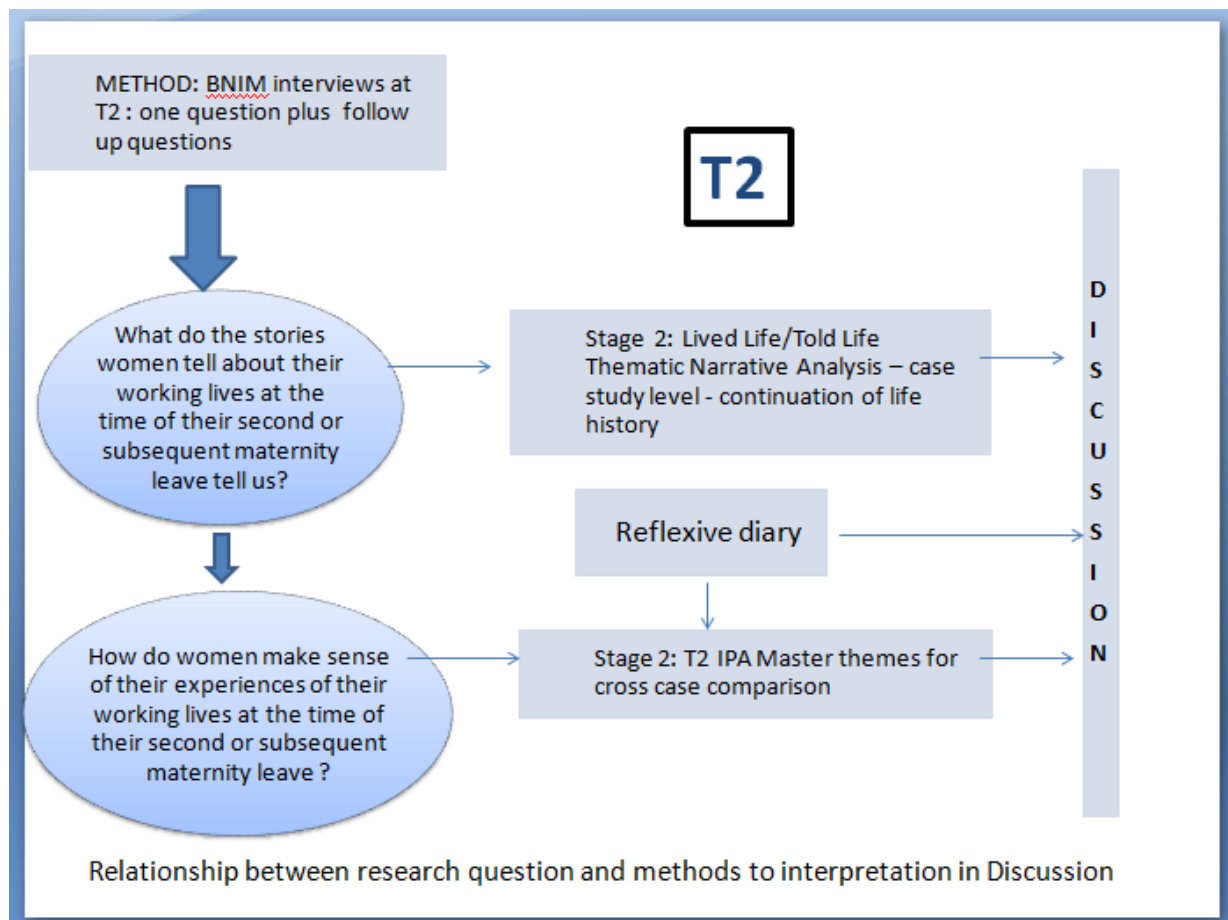 METHOD: BNIM interviews at
T2 : one question plus follow
up questions
T2
What do the stories
women tell about their
working lives at the
time of their second or
subsequent maternity
leave tell us?
Stage 2: Lived Life/Told Life
Thematic Narrative Analysis – case
study level - continuation of life
history
Reflexive diary
How do women make sense
of their experiences of their
working lives at the time of
their second or subsequent
maternity leave ?
Stage 2: T2 IPA Master themes for
cross case comparison
D
I
S
C
U
S
S
I
O
N
Relationship between research question and methods to interpretation in Discussion